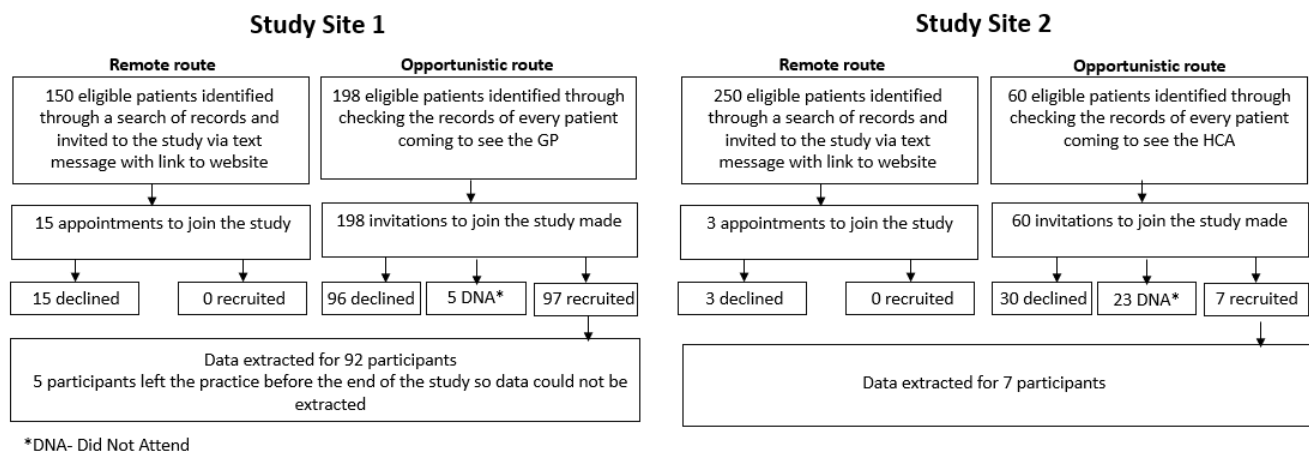 Study Site 1
Remote route
150 eligible patients identified
through a search of records and
invited to the study via text
message with link to website
15 appointments to join the study
15 declined
0 recruited
Opportunistic route
198 eligible patients identified through
checking the records of every patient
coming to see the GP
198 invitations to join the study made
96 declined
5 DNA*
97 recruited
Data extracted for 92 participants
5 participants left the practice before the end of the study so data could not be
extracted
*DNA- Did Not Attend
Study Site 2
Remote route
250 eligible patients identified
through a search of records and
invited to the study via text
message with link to website
3 appointments to join the study
3 declined
0 recruited
Opportunistic route
60 eligible patients identified through
checking the records of every patient
coming to see the HCA
60 invitations to join the study made
30 declined
23 DNA*
7 recruited
Data extracted for 7 participants